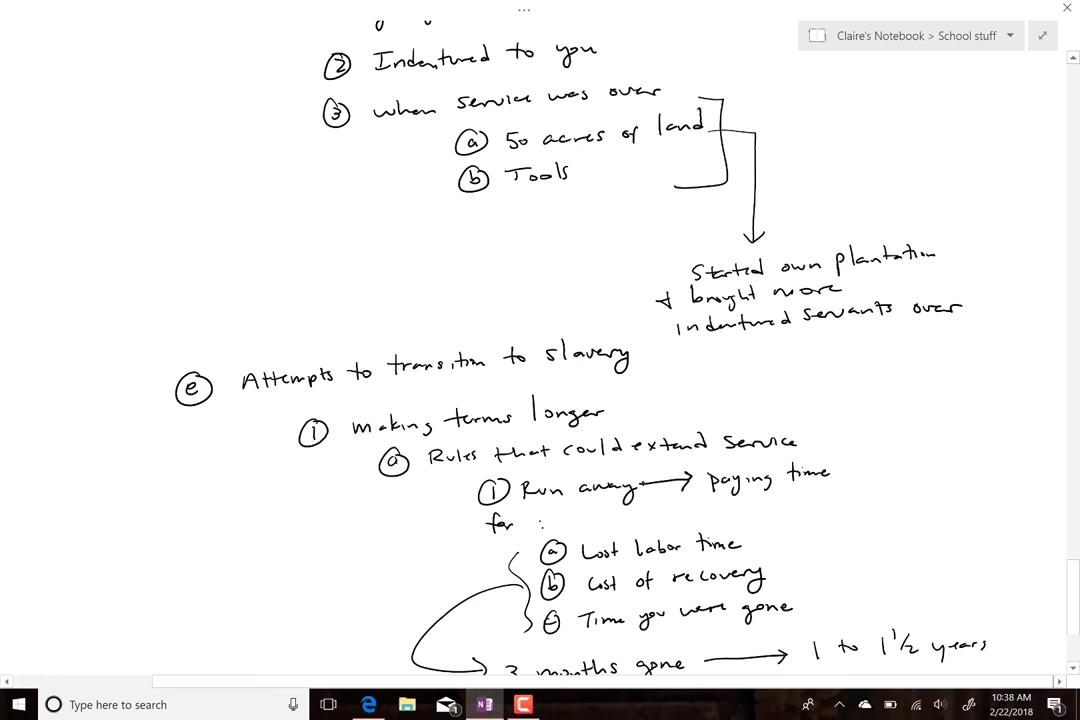 Claire's Notebook > School stuff
② Indentured to you
③ when service was over
ⓐ 50 acres of land
ⓑ Tools
Started own plantation
+ brought more
indentured servants over
ⓔ Attempts to transition to slavery
① making terms longer
ⓐ Rules that could extend service
① Run away → paying time
for :
ⓐ Lost labor time
ⓑ Cost of recovery
ⓒ Time you were gone
months gone → 1 to 1 1/2 years
Type here to search
10:38 AM
2/22/2018